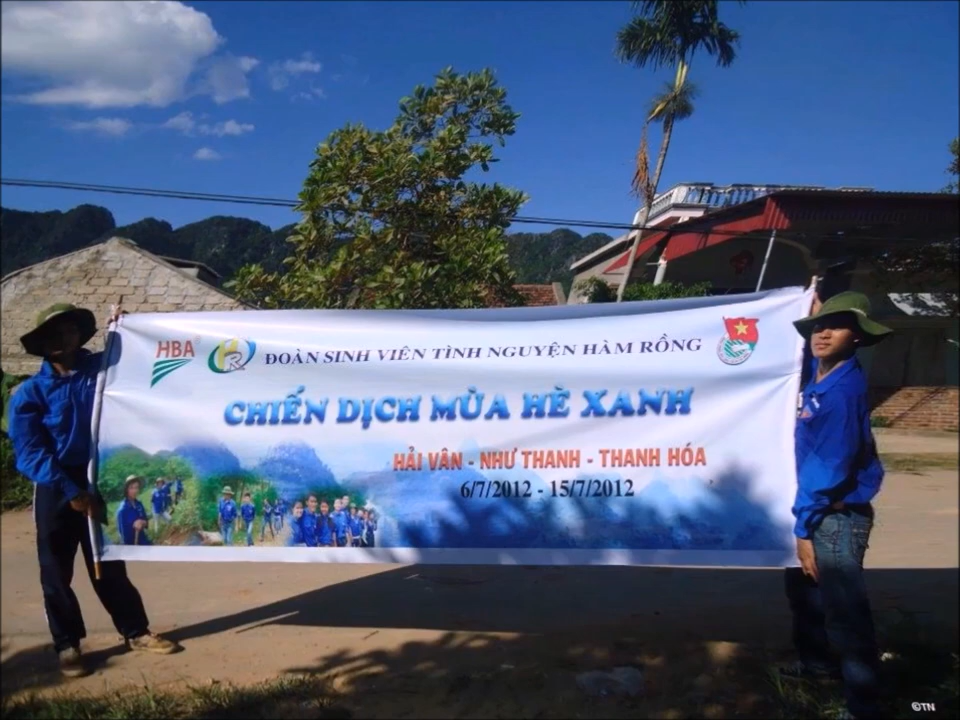 HBA
HR
ĐOÀN SINH VIÊN TÌNH NGUYỆN HÀM RỒNG
CHIẾN DỊCH MÙA HÈ XANH
HẢI VÂN - NHƯ THANH - THANH HÓA
6/7/2012 - 15/7/2012
©TN